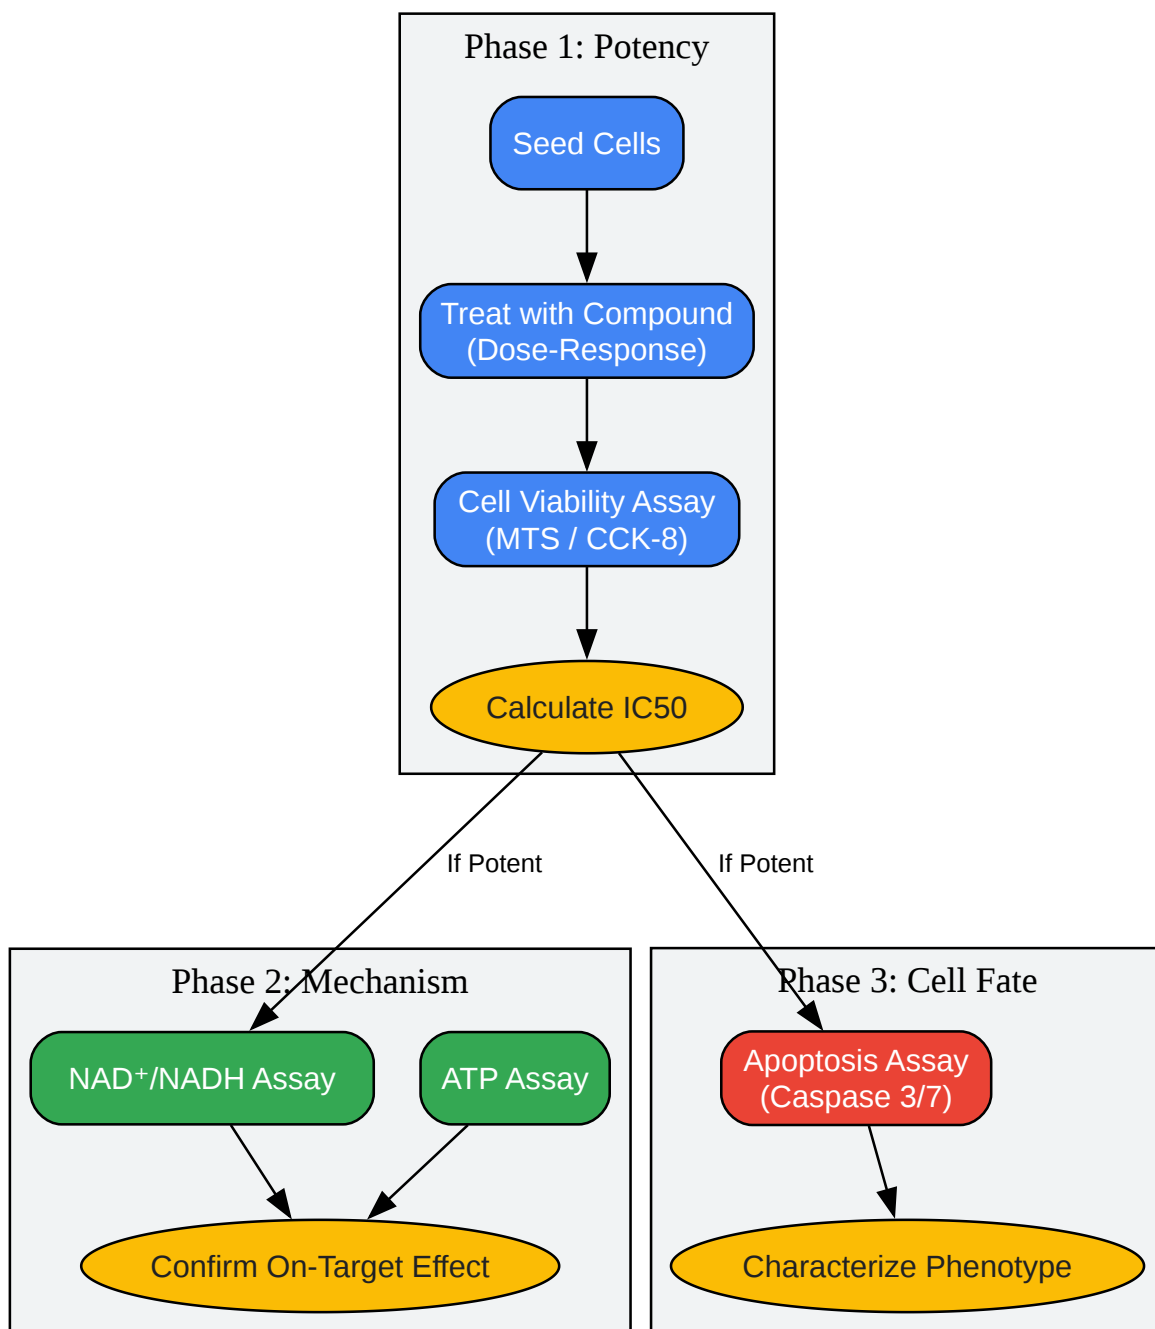 Phase 1: Potency
Seed Cells
Treat with Compound
(Dose-Response)
Cell Viability Assay
(MTS / CCK-8)
Calculate IC50
If Potent
If Potent
Phase 2: Mechanism
NAD⁺/NADH Assay
ATP Assay
Confirm On-Target Effect
Phase 3: Cell Fate
Apoptosis Assay
(Caspase 3/7)
Characterize Phenotype